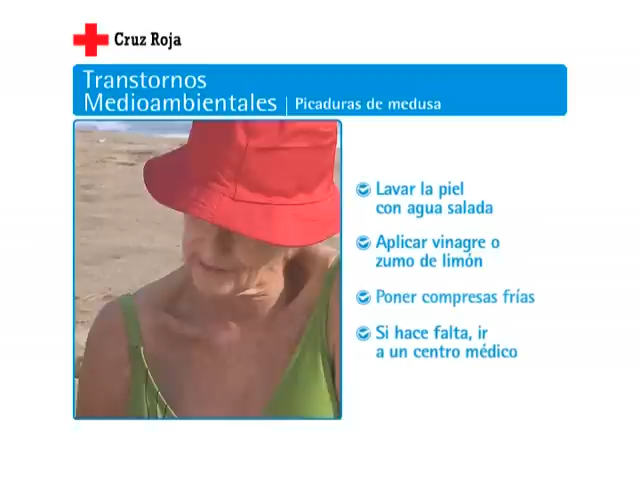 Cruz Roja
Transtornos
Medioambientales | Picaduras de medusa
Lavar la piel
con agua salada
Aplicar vinagre o
zumo de limón
Poner compresas frías
Si hace falta, ir
a un centro médico